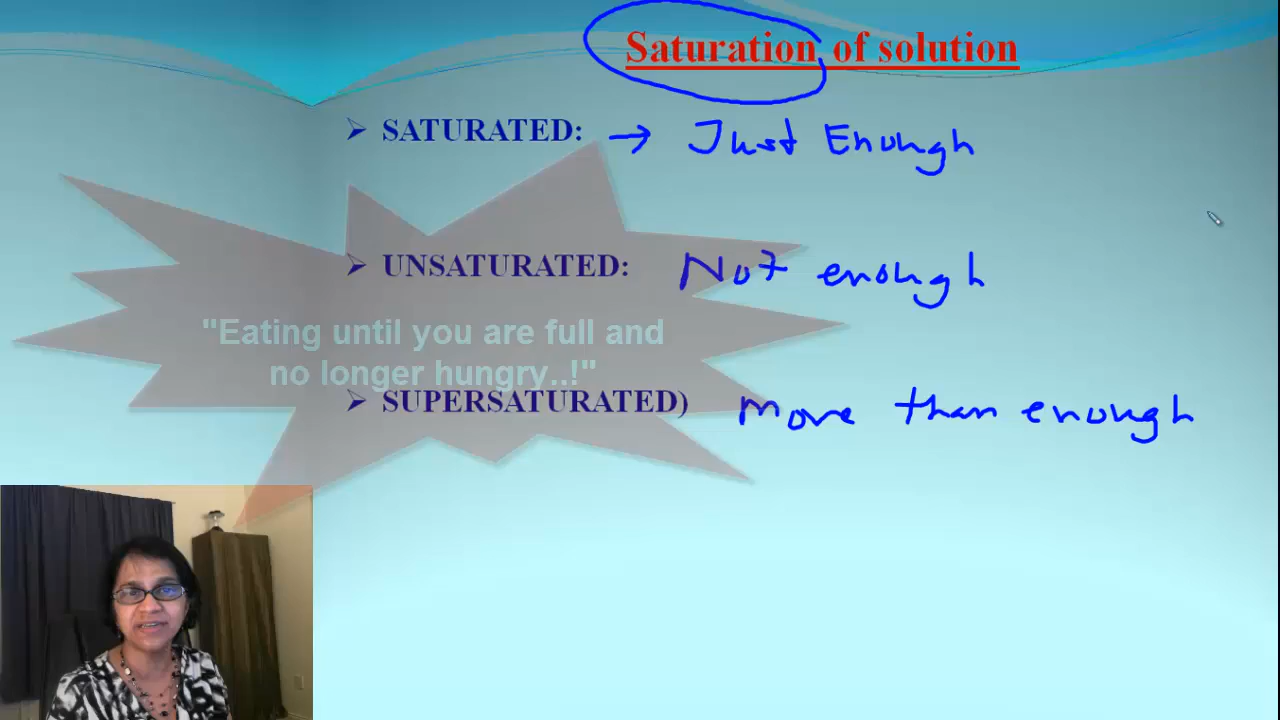 Saturation of solution
➢ SATURATED: → Just Enough
➢ UNSATURATED: Not enough
"Eating until you are full and
no longer hungry..!"
➢ SUPERSATURATED) more than enough